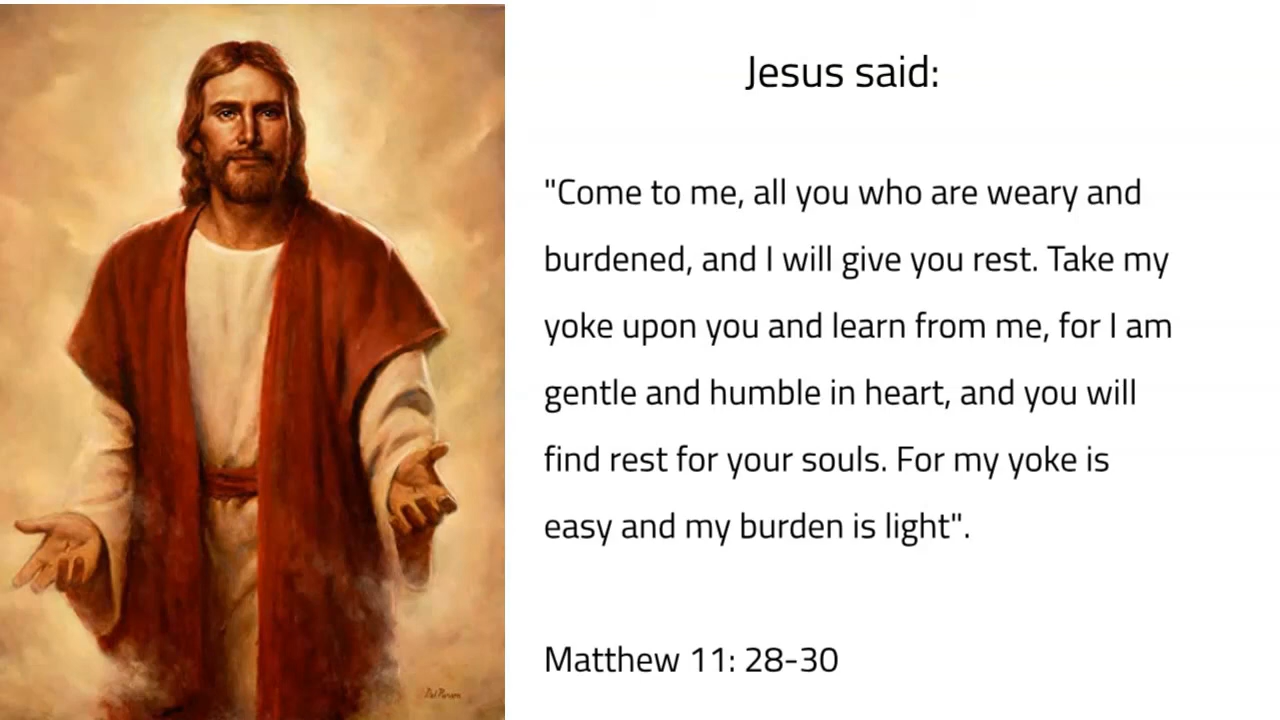 Jesus said:
"Come to me, all you who are weary and
burdened, and I will give you rest. Take my
yoke upon you and learn from me, for I am
gentle and humble in heart, and you will
find rest for your souls. For my yoke is
easy and my burden is light".
Matthew 11: 28-30
Del Parson